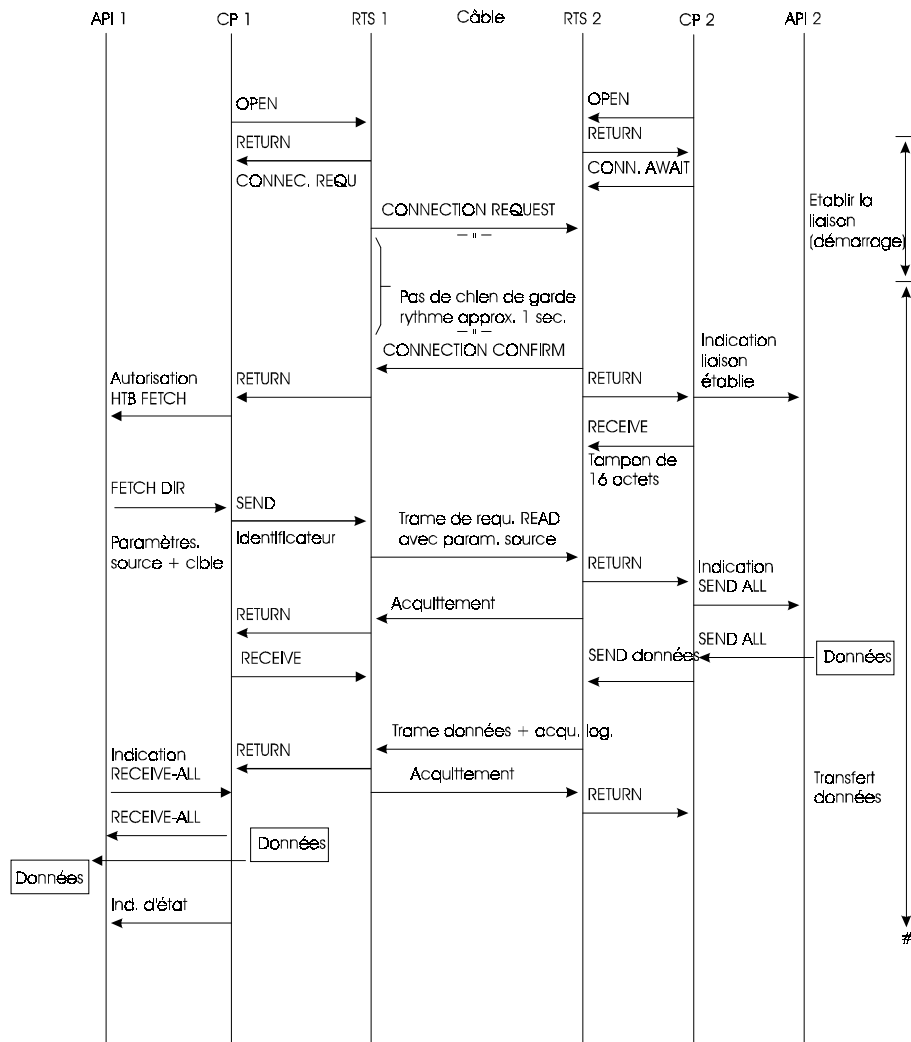 API 1 CP 1 RTS 1 Câble RTS 2 CP 2 API 2
OPEN OPEN
RETURN RETURN
CONNEC. REQU CONN. AWAIT
CONNECTION REQUEST
— " —
Etablir la
liaison
(démarrage)
Pas de chien de garde
rythme approx. 1 sec.
— " —
CONNECTION CONFIRM
Indication
liaison
établie
Autorisation
HTB FETCH
RETURN RETURN
RECEIVE
Tampon de
16 octets
FETCH DIR
SEND
Identificateur
Trame de requ. READ
avec param. source
Paramètres.
source + cible
RETURN
Indication
SEND ALL
Acquittement
RETURN
SEND ALL
RECEIVE
SEND données
Données
Trame données + acqu. log.
RETURN
Indication
RECEIVE-ALL
Acquittement
RETURN
Transfert
données
RECEIVE-ALL
Données
Données
Ind. d'état
#